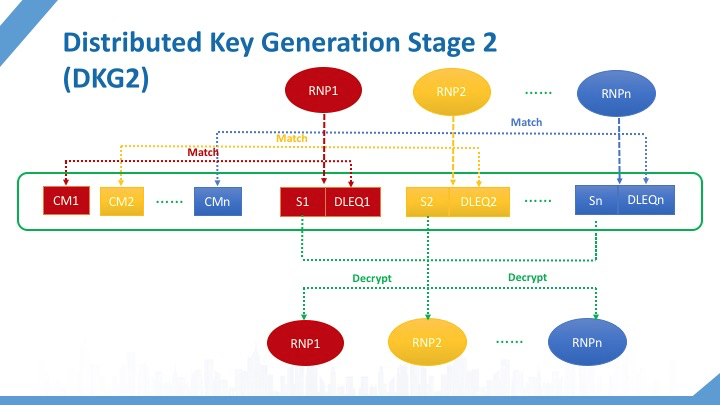 Distributed Key Generation Stage 2
(DKG2)
RNP1
RNP2
......
RNPn
Match
Match
Match
CM1
CM2
......
CMn
S1
DLEQ1
S2
DLEQ2
......
Sn
DLEQn
Decrypt
Decrypt
RNP1
RNP2
......
RNPn